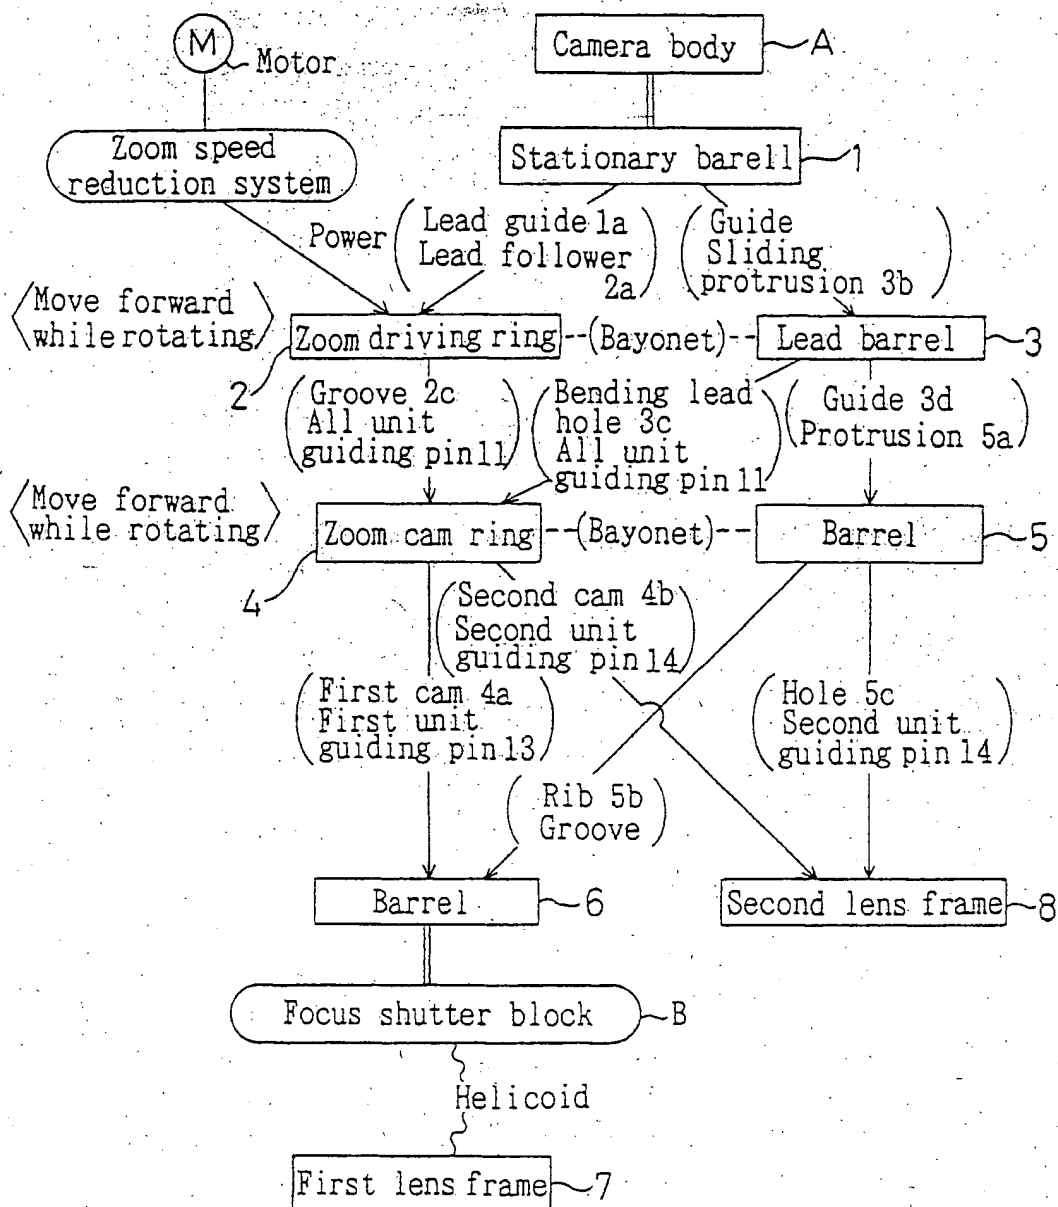 M
Motor
Camera body
A
Zoom speed
reduction system
Stationary barell
1
Power
Lead guide 1a
Lead follower
2a
Guide
Sliding
protrusion 3b
Move forward
while rotating
Zoom driving ring
(Bayonet)
Lead barrel
3
2
Groove 2c
All unit
guiding pin 11
Bending lead
hole 3c
All unit
guiding pin 11
Guide 3d
Protrusion 5a
Move forward
while rotating
Zoom cam ring
(Bayonet)
Barrel
5
4
Second cam 4b
Second unit
guiding pin 14
First cam 4a
First unit
guiding pin 13
Hole 5c
Second unit
guiding pin 14
Rib 5b
Groove
Barrel
6
Second lens frame
8
Focus shutter block
B
Helicoid
First lens frame
7